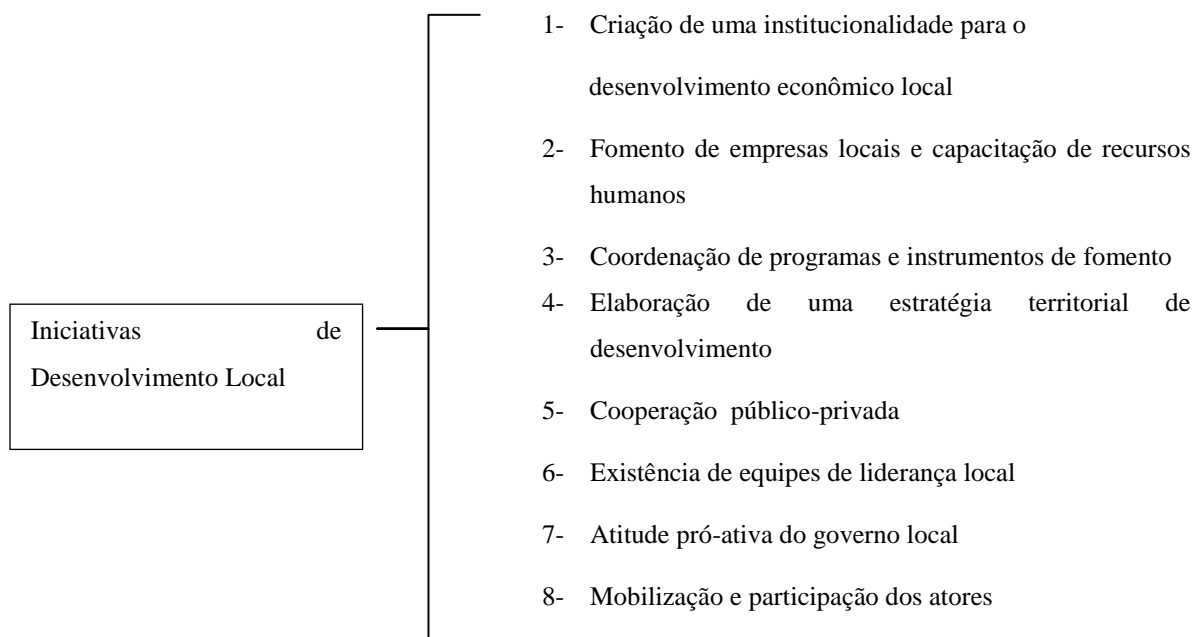 1- Criação de uma institucionalidade para o
desenvolvimento econômico local
2- Fomento de empresas locais e capacitação de recursos
humanos
3- Coordenação de programas e instrumentos de fomento
4- Elaboração de uma estratégia territorial de
desenvolvimento
5- Cooperação público-privada
6- Existência de equipes de liderança local
7- Atitude pró-ativa do governo local
8- Mobilização e participação dos atores
Iniciativas de
Desenvolvimento Local